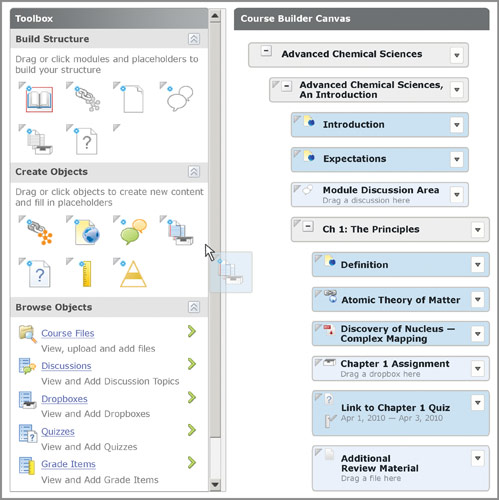 Toolbox
Build Structure
Drag or click modules and placeholders to
build your structure
?
Create Objects
Drag or click objects to create new content
and fill in placeholders
?
Browse Objects
Course Files
View, upload and add files
Discussions
View and Add Discussion Topics
Dropboxes
View and Add Dropboxes
Quizzes
View and Add Quizzes
Grade Items
View and Add Grade Items
Course Builder Canvas
Advanced Chemical Sciences
Advanced Chemical Sciences,
An Introduction
Introduction
Expectations
Module Discussion Area
Drag a discussion here
Ch 1: The Principles
Definition
Atomic Theory of Matter
Discovery of Nucleus —
Complex Mapping
Chapter 1 Assignment
Drag a dropbox here
Link to Chapter 1 Quiz
Apr 1, 2010 — Apr 3, 2010
Additional
Review Material
Drag a file here